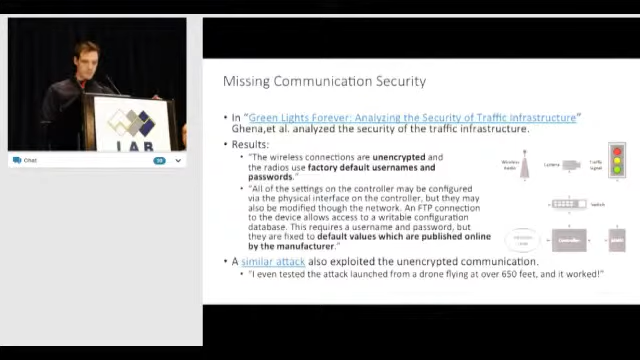 Missing Communication Security
• In "Green Lights Forever: Analyzing the Security of Traffic Infrastructure"
Ghena,et al. analyzed the security of the traffic infrastructure.
• Results:
• "The wireless connections are unencrypted and
the radios use factory default usernames and
passwords."
• "All of the settings on the controller may be configured
via the physical interface on the controller, but they may
also be modified though the network. An FTP connection
to the device allows access to a writable configuration
database. This requires a username and password, but
they are fixed to default values which are published online
by the manufacturer."
• A similar attack also exploited the unencrypted communication.
• "I even tested the attack launched from a drone flying at over 650 feet, and it worked!"
Wireless
Radio
Camera
Traffic
Signal
Switch
Controller
IAB
Chat